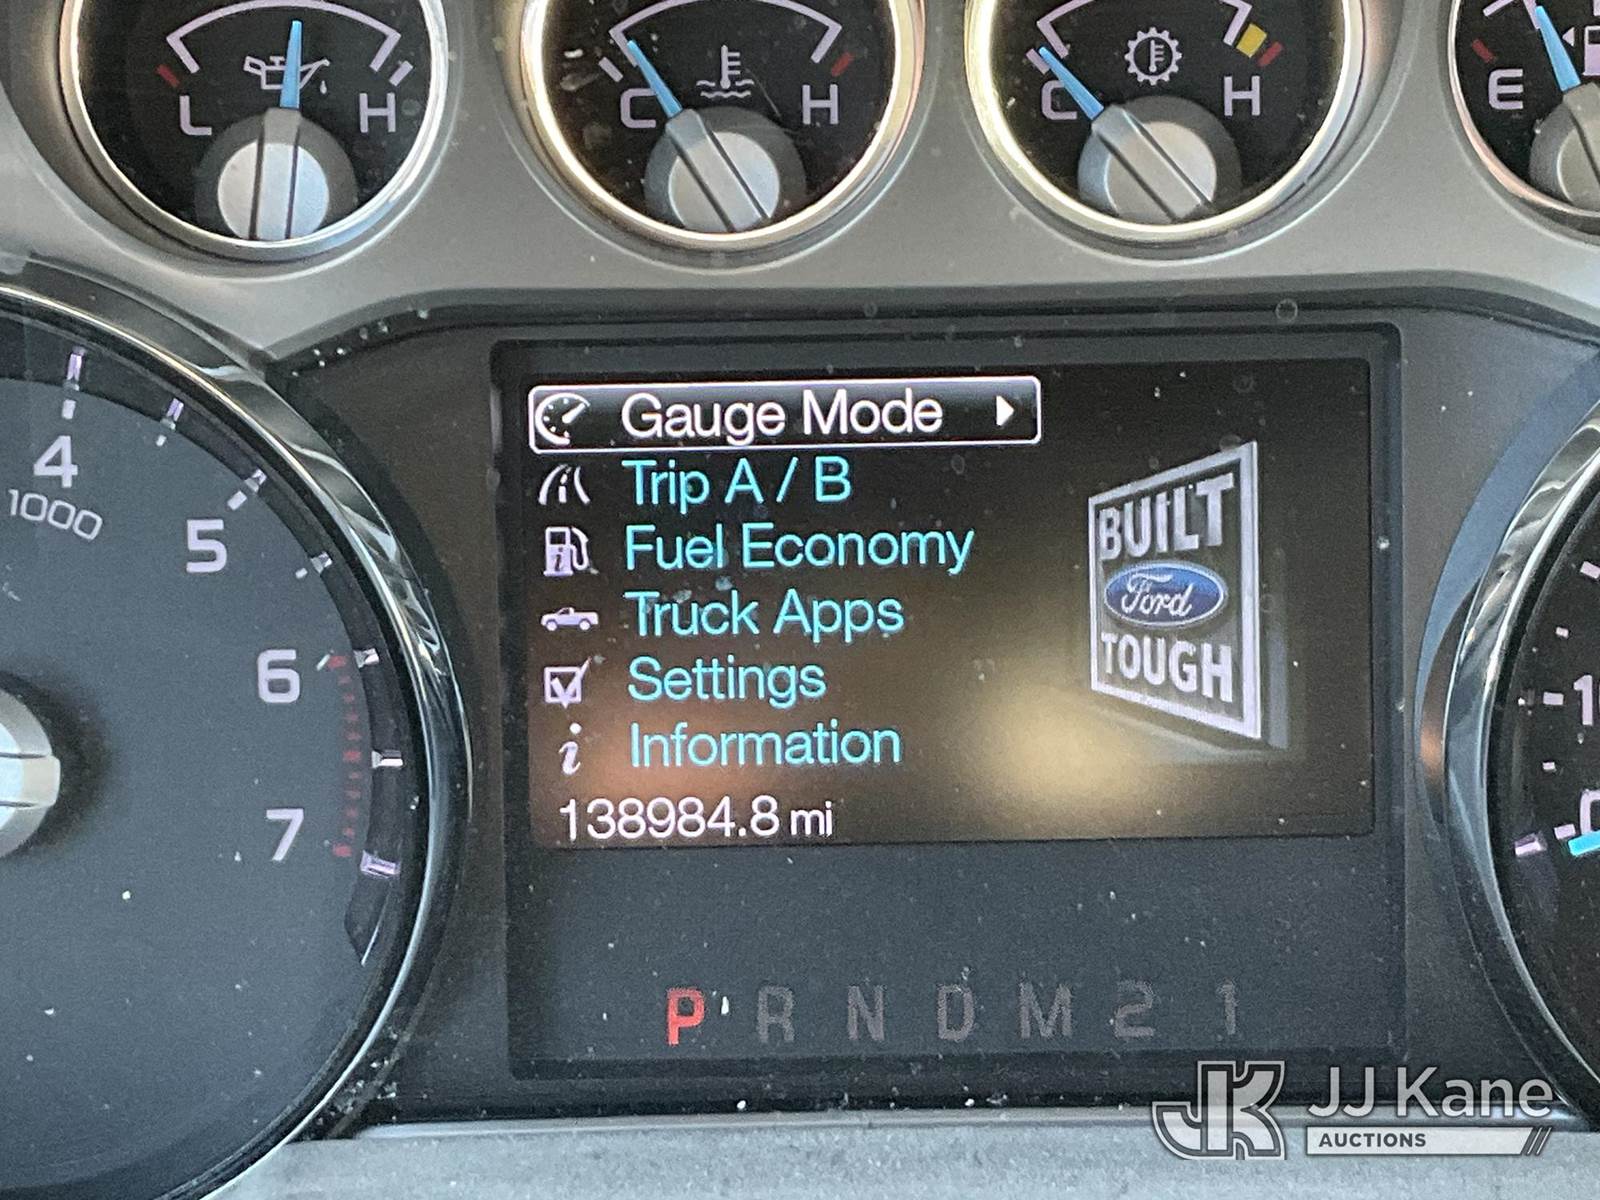 L H
C H
C H
E
Gauge Mode
Trip A / B
Fuel Economy
Truck Apps
Settings
Information
138984.8 mi
BUILT
Ford
TOUGH
4
1000
5
6
7
P R N D M 2 1
JJ Kane
AUCTIONS